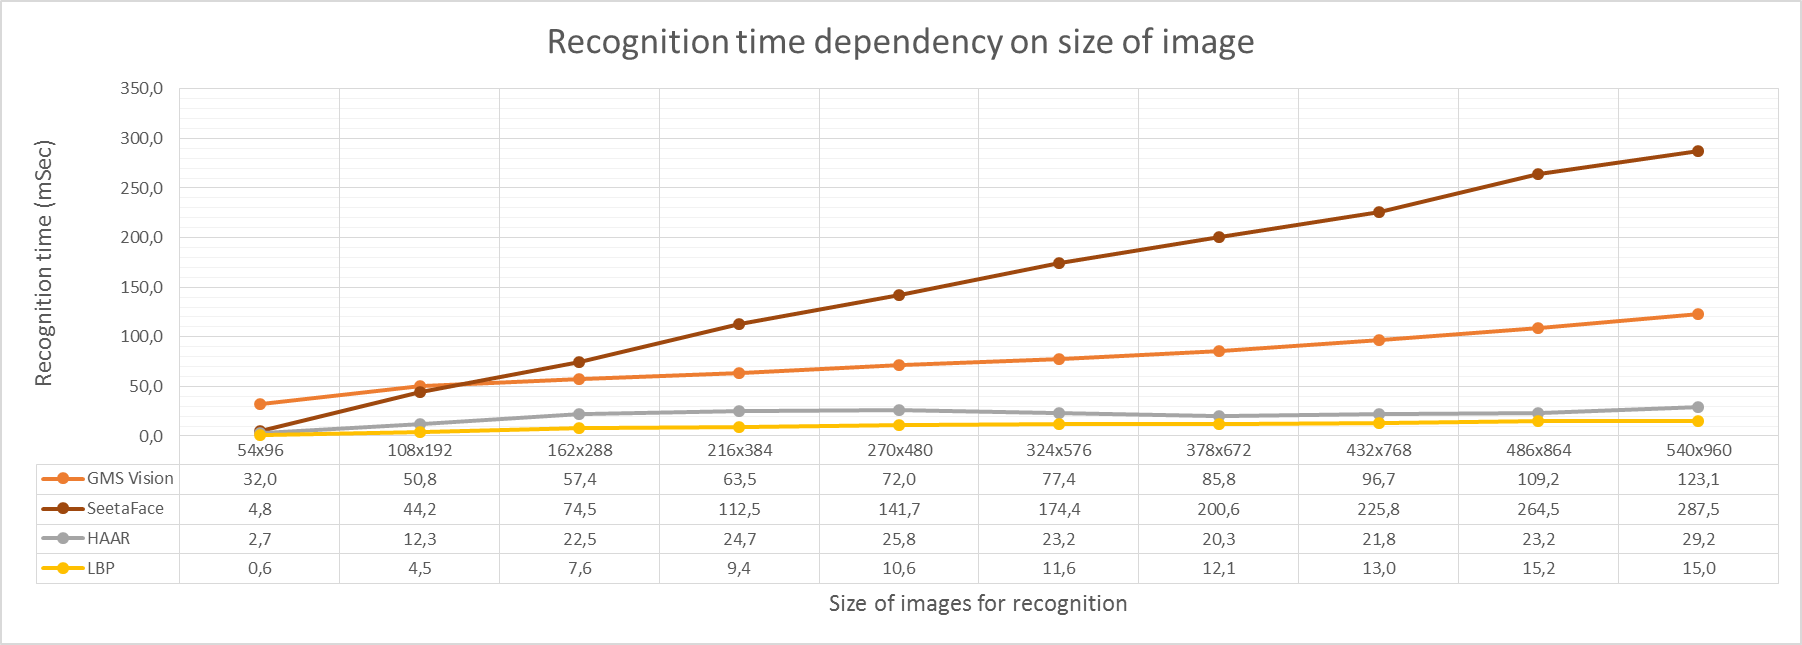 Recognition time dependency on size of image
Recognition time (mSec)
350,0
300,0
250,0
200,0
150,0
100,0
50,0
0,0
54x96 108x192 162x288 216x384 270x480 324x576 378x672 432x768 486x864 540x960
GMS Vision 32,0 50,8 57,4 63,5 72,0 77,4 85,8 96,7 109,2 123,1
SeetaFace 4,8 44,2 74,5 112,5 141,7 174,4 200,6 225,8 264,5 287,5
HAAR 2,7 12,3 22,5 24,7 25,8 23,2 20,3 21,8 23,2 29,2
LBP 0,6 4,5 7,6 9,4 10,6 11,6 12,1 13,0 15,2 15,0
Size of images for recognition